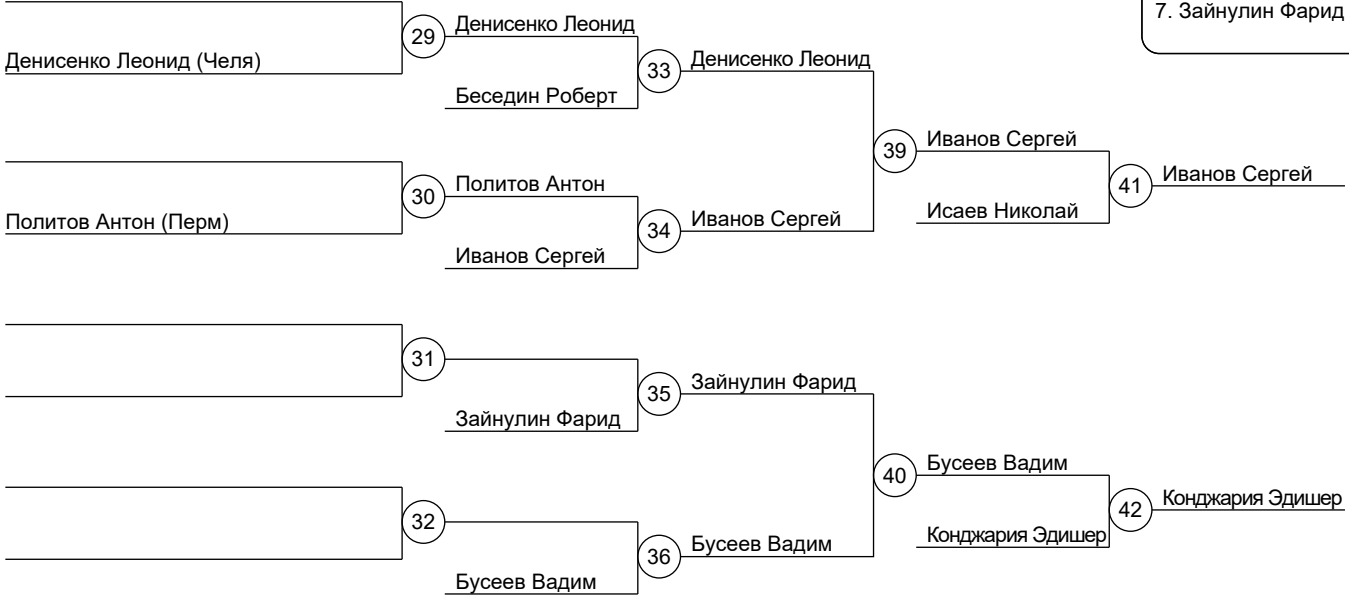 7. Зайнулин Фарид
29
Денисенко Леонид
Денисенко Леонид (Челя)
33
Денисенко Леонид
Беседин Роберт
39
Иванов Сергей
30
Политов Антон
41
Иванов Сергей
Политов Антон (Перм)
34
Иванов Сергей
Исаев Николай
Иванов Сергей
31
35
Зайнулин Фарид
Зайнулин Фарид
40
Бусеев Вадим
32
42
Конджария Эдишер
Конджария Эдишер
36
Бусеев Вадим
Бусеев Вадим